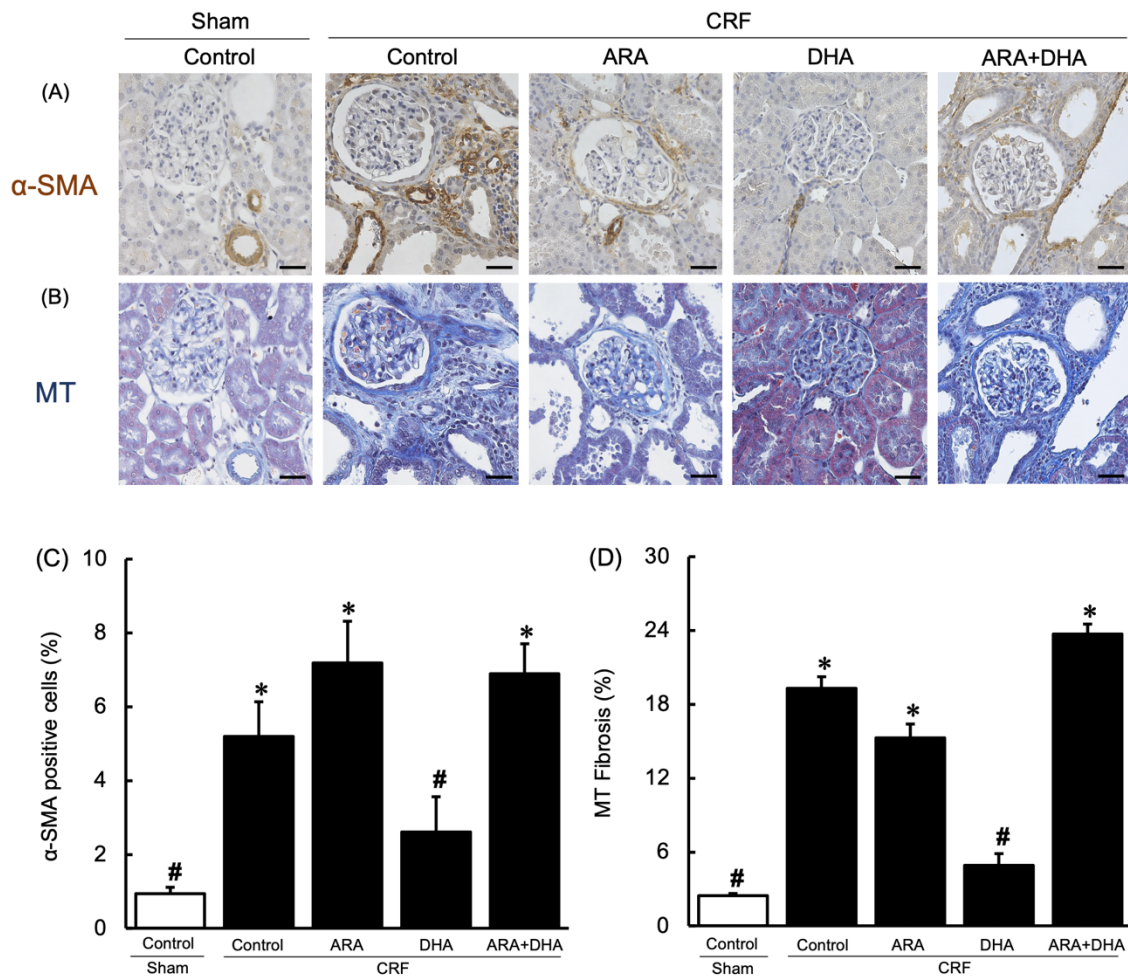 Sham CRF
Control Control ARA DHA ARA+DHA
(A)
α-SMA
(B)
MT
(C)
α-SMA positive cells (%)
10
8
6
4
2
0
#
*
*
#
*
Control Control ARA DHA ARA+DHA
Sham CRF
(D)
MT Fibrosis (%)
30
24
18
12
6
0
#
*
*
#
*
Control Control ARA DHA ARA+DHA
Sham CRF